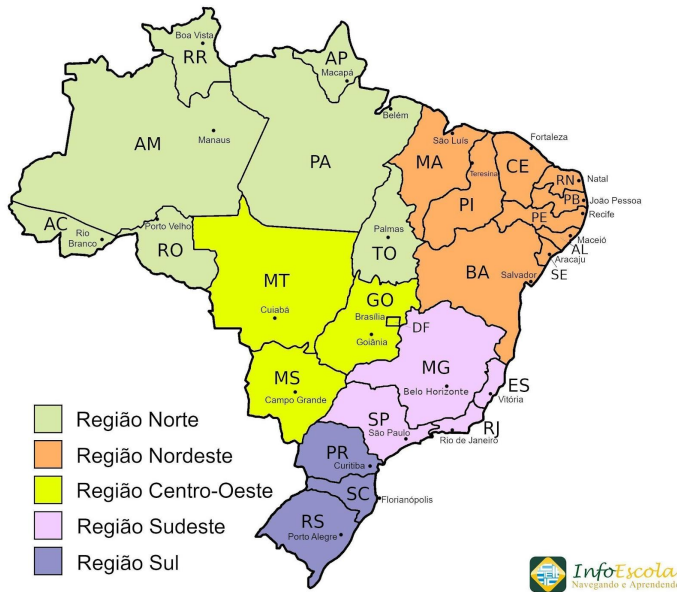 Boa Vista
RR
AP
Macapá
Belém
AM
Manaus
PA
São Luís
MA
Teresina
Fortaleza
CE
RN
Natal
PB
João Pessoa
PI
PE
Recife
AC
Rio
Branco
Porto Velho
RO
Palmas
TO
Maceió
AL
Aracaju
SE
BA
Salvador
MT
Cuiabá
GO
Brasília
DF
Goiânia
MG
Belo Horizonte
ES
Vitória
MS
Campo Grande
SP
São Paulo
RJ
Rio de Janeiro
PR
Curitiba
SC
Florianópolis
RS
Porto Alegre
Região Norte
Região Nordeste
Região Centro-Oeste
Região Sudeste
Região Sul
InfoEscola
Navegando e Aprendendo